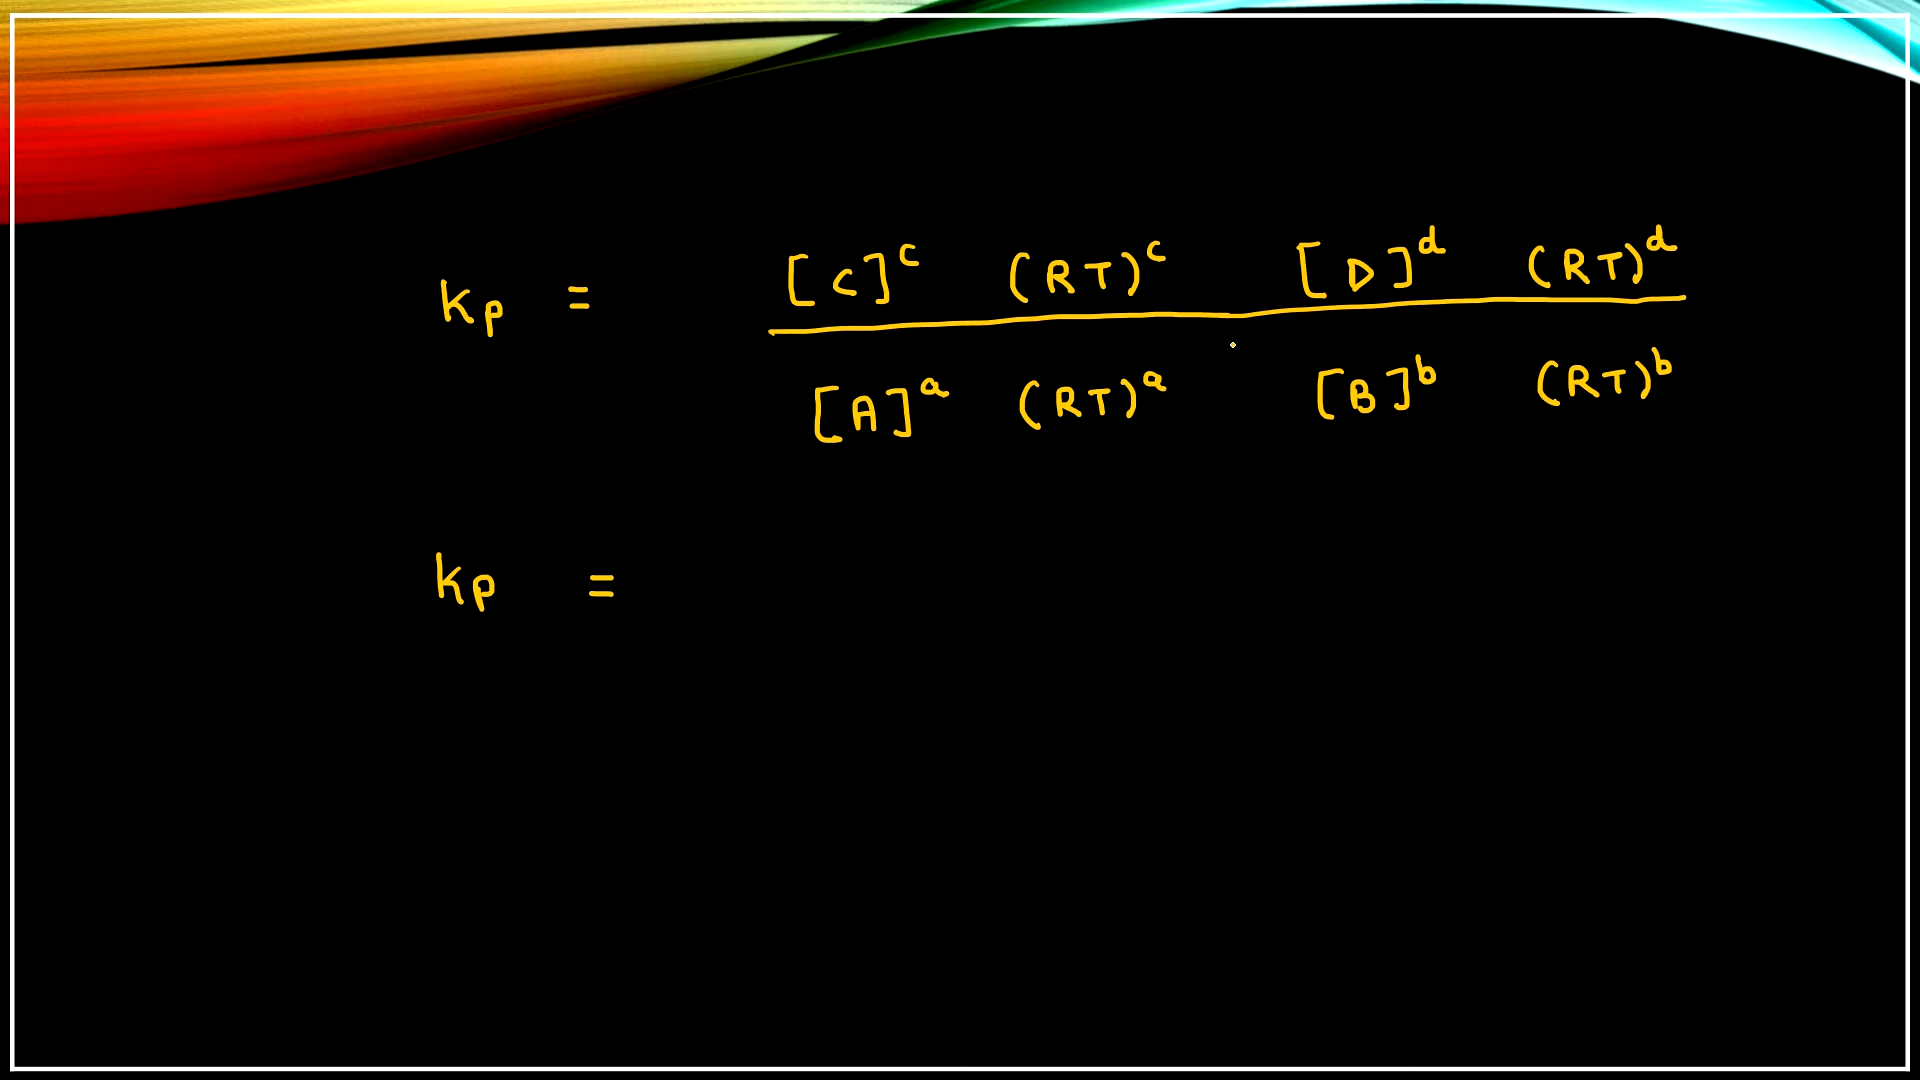 kp = [C]^c (RT)^c [D]^d (RT)^d
[A]^a (RT)^a [B]^b (RT)^b
kp =